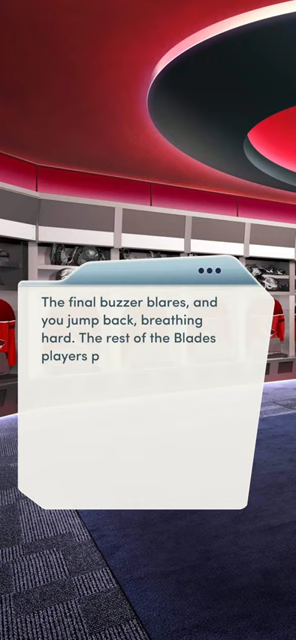 The final buzzer blares, and
you jump back, breathing
hard. The rest of the Blades
players p